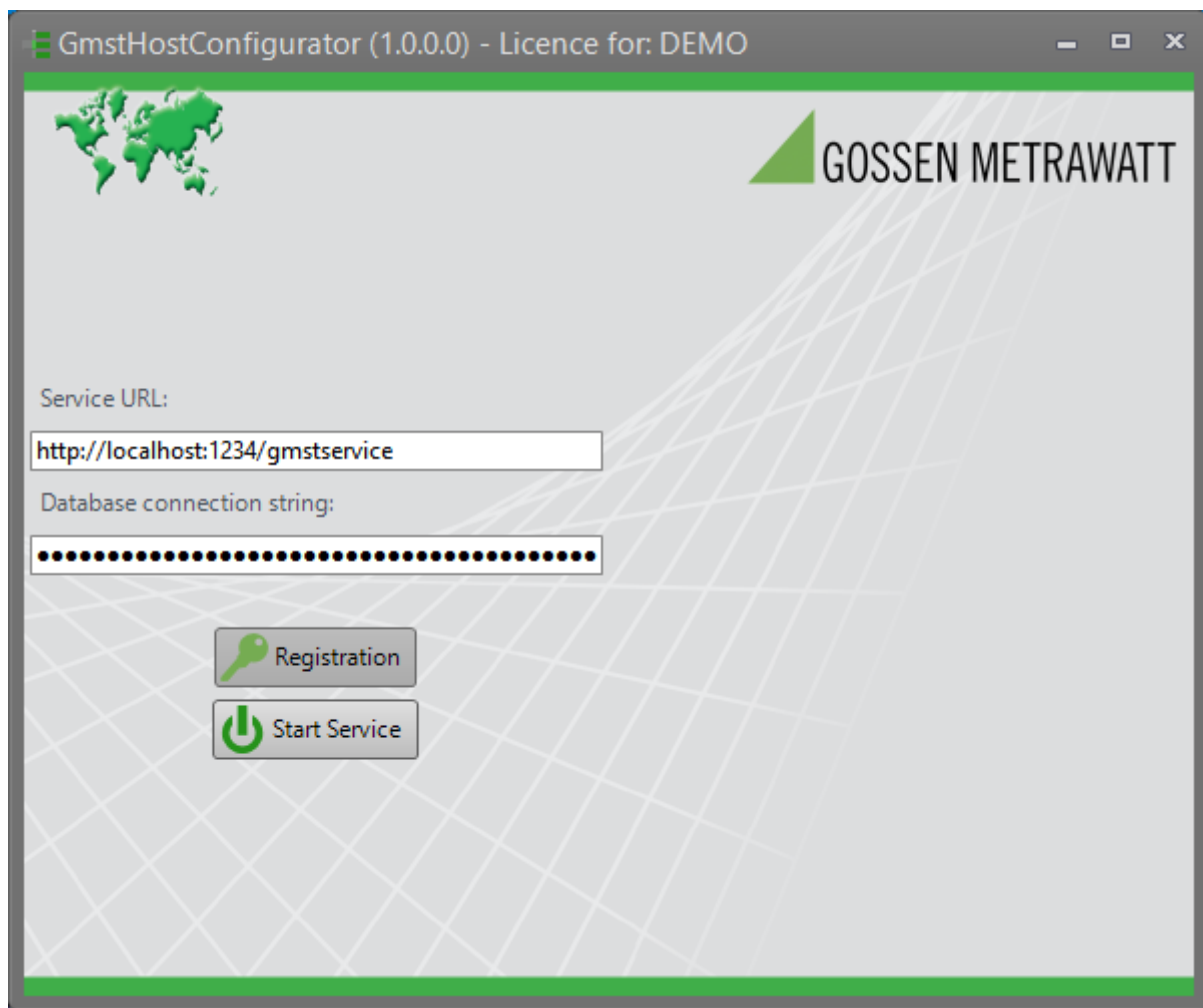 GmstHostConfigurator (1.0.0.0) - Licence for: DEMO
GOSSEN METRAWATT
Service URL:
http://localhost:1234/gmstservice
Database connection string:
●●●●●●●●●●●●●●●●●●●●●●●●●●●●●●●●●●●●●●●●
Registration
Start Service